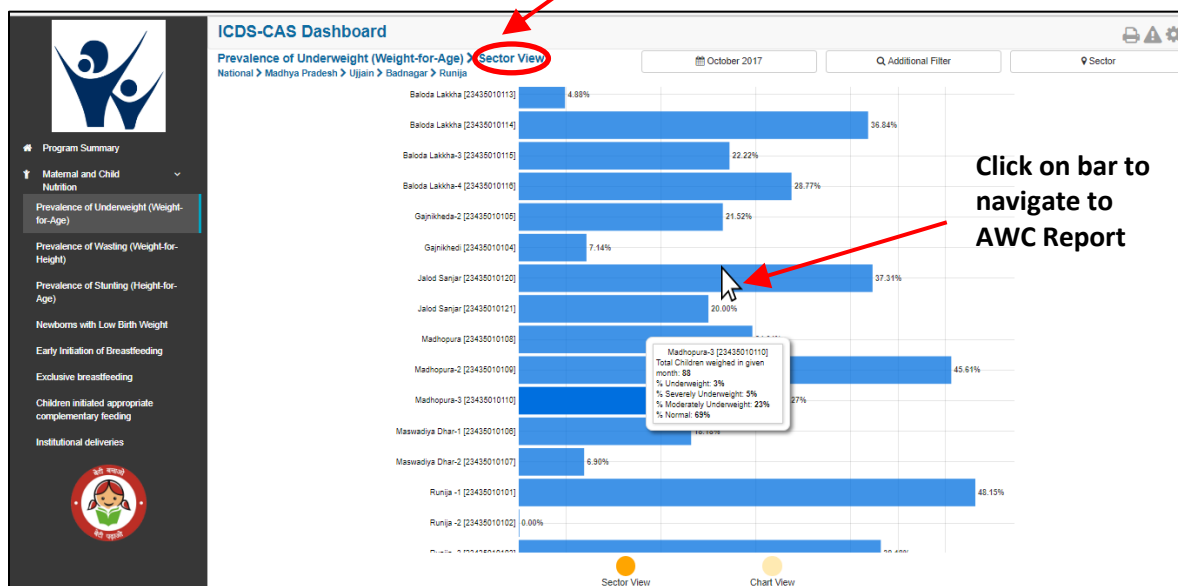 ICDS-CAS Dashboard
Prevalence of Underweight (Weight-for-Age) Sector View
National Madhya Pradesh Ujjain Badnagar Runija
October 2017
Additional Filter
Sector
Program Summary
Maternal and Child
Nutrition
Prevalence of Underweight (Weight-
for-Age)
Prevalence of Wasting (Weight-for-
Height)
Prevalence of Stunting (Height-for-
Age)
Newborns with Low Birth Weight
Early Initiation of Breastfeeding
Exclusive breastfeeding
Children initiated appropriate
complementary feeding
Institutional deliveries
बेटी बचाओ
बेटी पढ़ाओ
Baloda Lakkha [23435010113] 4.88%
Baloda Lakkha [23435010114] 36.84%
Baloda Lakkha-3 [23435010115] 22.22%
Baloda Lakkha-4 [23435010116] 28.77%
Gajnikheda-2 [23435010105] 21.52%
Gajnikhedi [23435010104] 7.14%
Jalod Sanjar [23435010120] 37.31%
Jalod Sanjar [23435010121] 20.00%
Madhopura [23435010108]
Madhopura-2 [23435010109] 45.61%
Madhopura-3 [23435010110] 27%
Maswadiya Dhar-1 [23435010106] 18.18%
Maswadiya Dhar-2 [23435010107] 6.90%
Runija -1 [23435010101] 48.15%
Runija -2 [23435010102] 0.00%
Madhopura-3 [23435010110]
Total Children weighed in given
month: 88
% Underweight: 3%
% Severely Underweight: 5%
% Moderately Underweight: 23%
% Normal: 69%
Click on bar to
navigate to
AWC Report
Sector View
Chart View